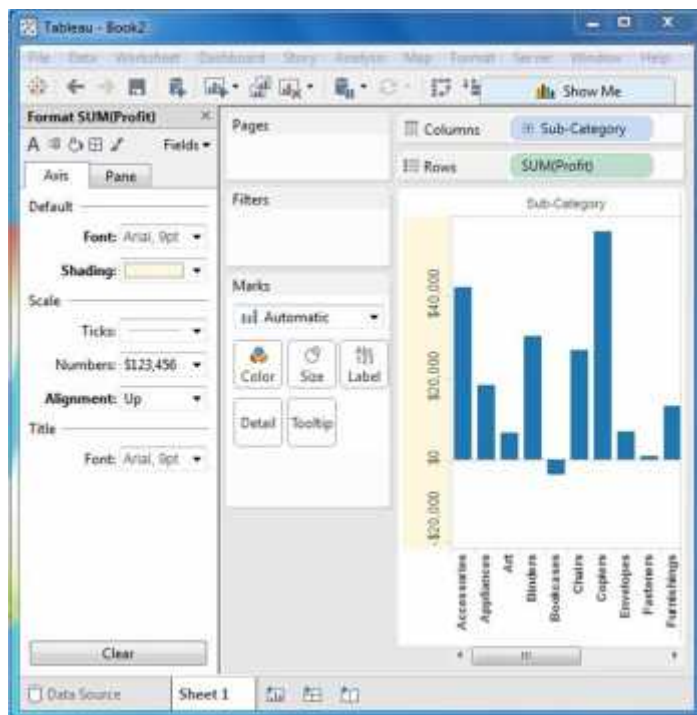 Tableau - Book2
File Data Worksheet Dashboard Story Analysis Map Format Server Window Help
Show Me
Format SUM(Profit)
Fields
Axis Pane
Default
Font: Arial, 9pt
Shading:
Scale
Ticks:
Numbers: $123,456
Alignment: Up
Title
Font: Arial, 9pt
Clear
Pages
Filters
Marks
Automatic
Color Size Label
Detail Tooltip
Columns Sub-Category
Rows SUM(Profit)
Sub-Category
$40,000
$20,000
$0
-$20,000
Accessories
Appliances
Art
Binders
Bookcases
Chairs
Copiers
Envelopes
Fasteners
Furnishings
Data Source Sheet 1